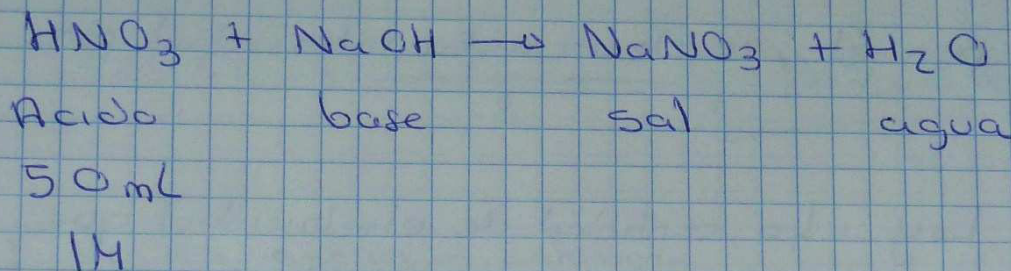 HNO3 + NaOH → NaNO3 + H2O
Acido base sal agua
50 mL
1M